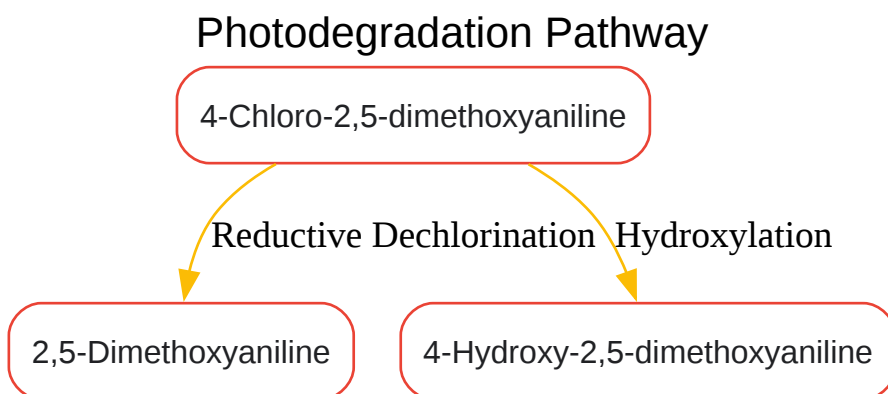 Photodegradation Pathway
4-Chloro-2,5-dimethoxyaniline
Reductive Dechlorination
Hydroxylation
2,5-Dimethoxyaniline
4-Hydroxy-2,5-dimethoxyaniline